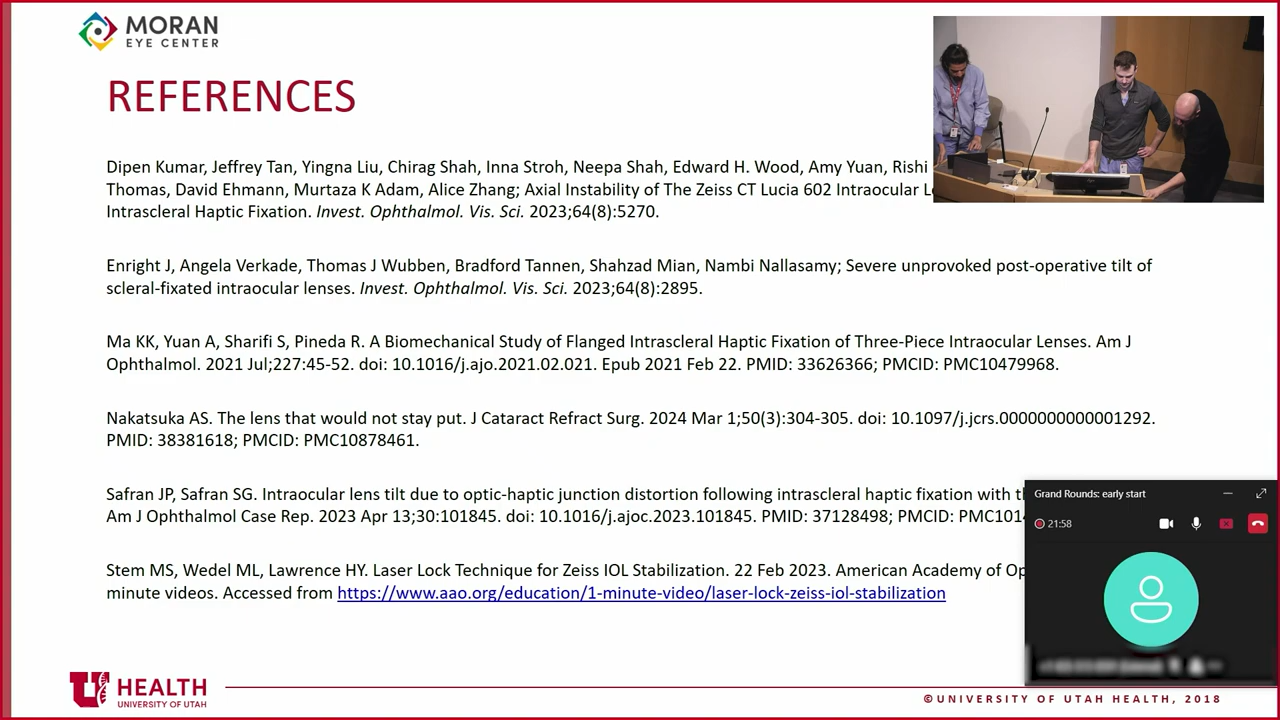 MORAN
EYE CENTER
REFERENCES
Dipen Kumar, Jeffrey Tan, Yingna Liu, Chirag Shah, Inna Stroh, Neepa Shah, Edward H. Wood, Amy Yuan, Rishi
Thomas, David Ehmann, Murtaza K Adam, Alice Zhang; Axial Instability of The Zeiss CT Lucia 602 Intraocular
Intrascleral Haptic Fixation. Invest. Ophthalmol. Vis. Sci. 2023;64(8):5270.
Enright J, Angela Verkade, Thomas J Wubben, Bradford Tannen, Shahzad Mian, Nambi Nallasamy; Severe unprovoked post-operative tilt of
scleral-fixated intraocular lenses. Invest. Ophthalmol. Vis. Sci. 2023;64(8):2895.
Ma KK, Yuan A, Sharifi S, Pineda R. A Biomechanical Study of Flanged Intrascleral Haptic Fixation of Three-Piece Intraocular Lenses. Am J
Ophthalmol. 2021 Jul;227:45-52. doi: 10.1016/j.ajo.2021.02.021. Epub 2021 Feb 22. PMID: 33626366; PMCID: PMC10479968.
Nakatsuka AS. The lens that would not stay put. J Cataract Refract Surg. 2024 Mar 1;50(3):304-305. doi: 10.1097/j.jcrs.0000000000001292.
PMID: 38381618; PMCID: PMC10878461.
Safran JP, Safran SG. Intraocular lens tilt due to optic-haptic junction distortion following intrascleral haptic fixation with
Am J Ophthalmol Case Rep. 2023 Apr 13;30:101845. doi: 10.1016/j.ajoc.2023.101845. PMID: 37128498; PMCID:
Stem MS, Wedel ML, Lawrence HY. Laser Lock Technique for Zeiss IOL Stabilization. 22 Feb 2023. American Academy of
minute videos. Accessed from https://www.aao.org/education/1-minute-video/laser-lock-zeiss-iol-stabilization
Grand Rounds: early start
21:58
U HEALTH
UNIVERSITY OF UTAH
©UNIVERSITY OF UTAH HEALTH, 2018